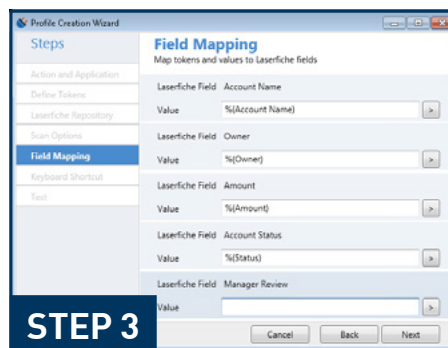 Profile Creation Wizard
Steps
Action and Application
Define Tokens
Laserfiche Repository
Scan Options
Field Mapping
Keyboard Shortcut
Test
Field Mapping
Map tokens and values to Laserfiche fields
Laserfiche Field Account Name
Value %(Account Name) >
Laserfiche Field Owner
Value %(Owner) >
Laserfiche Field Amount
Value %(Amount) >
Laserfiche Field Account Status
Value %(Status) >
Laserfiche Field Manager Review
Value >
Cancel Back Next
STEP 3